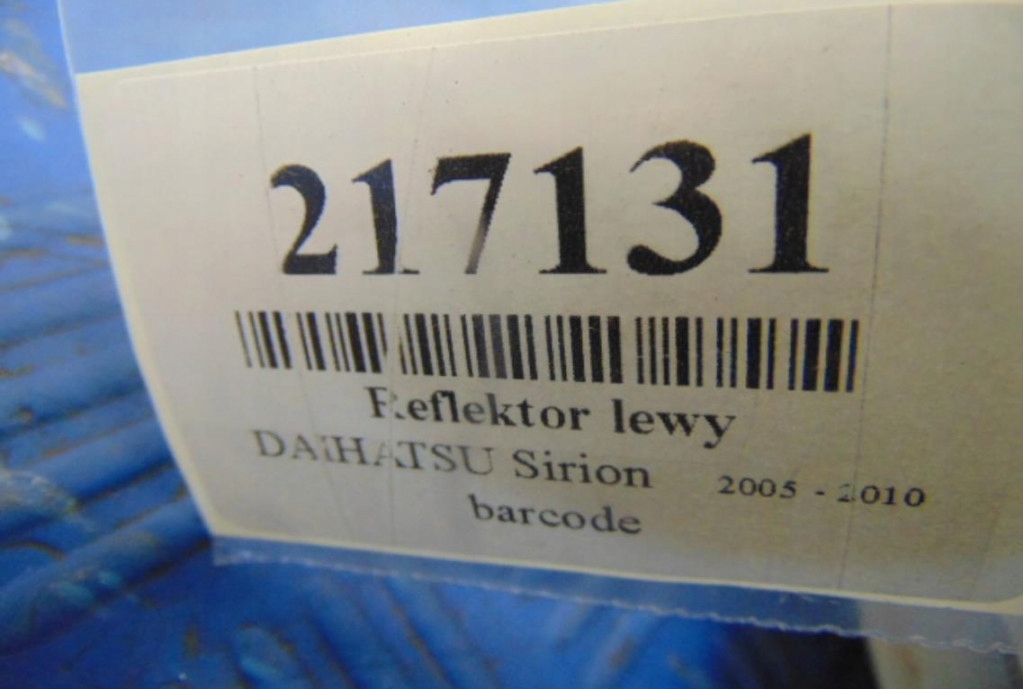 217131
Reflektor lewy
DAIHATSU Sirion 2005 - 2010
barcode